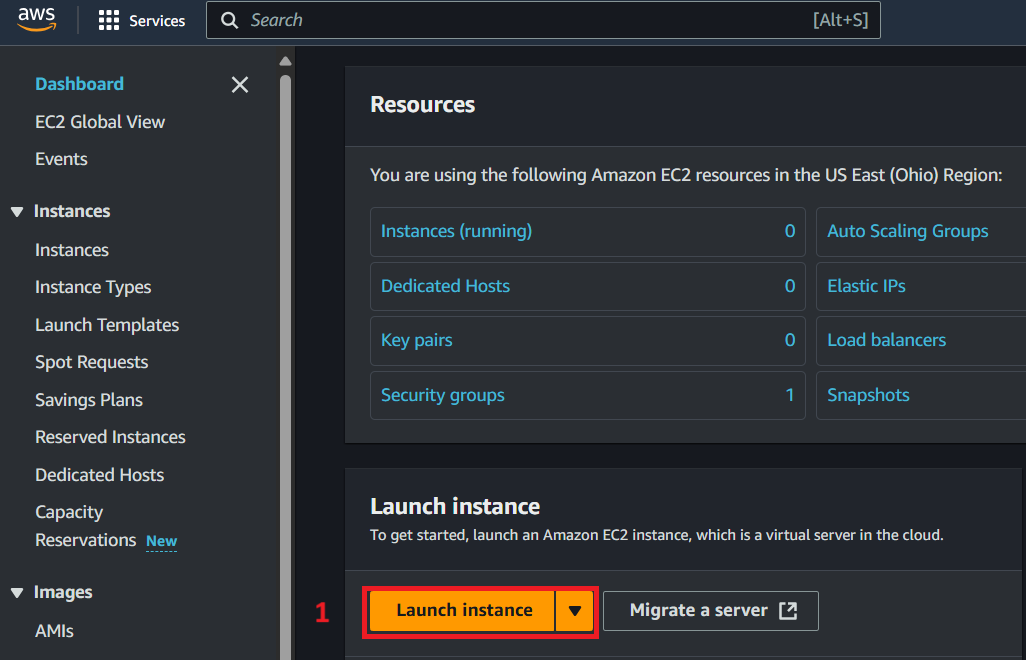 aws
Services
Search [Alt+S]
Dashboard
EC2 Global View
Events
Instances
Instances
Instance Types
Launch Templates
Spot Requests
Savings Plans
Reserved Instances
Dedicated Hosts
Capacity
Reservations New
Images
AMIs
Resources
You are using the following Amazon EC2 resources in the US East (Ohio) Region:
Instances (running) 0
Auto Scaling Groups
Dedicated Hosts 0
Elastic IPs
Key pairs 0
Load balancers
Security groups 1
Snapshots
Launch instance
To get started, launch an Amazon EC2 instance, which is a virtual server in the cloud.
1
Launch instance
Migrate a server